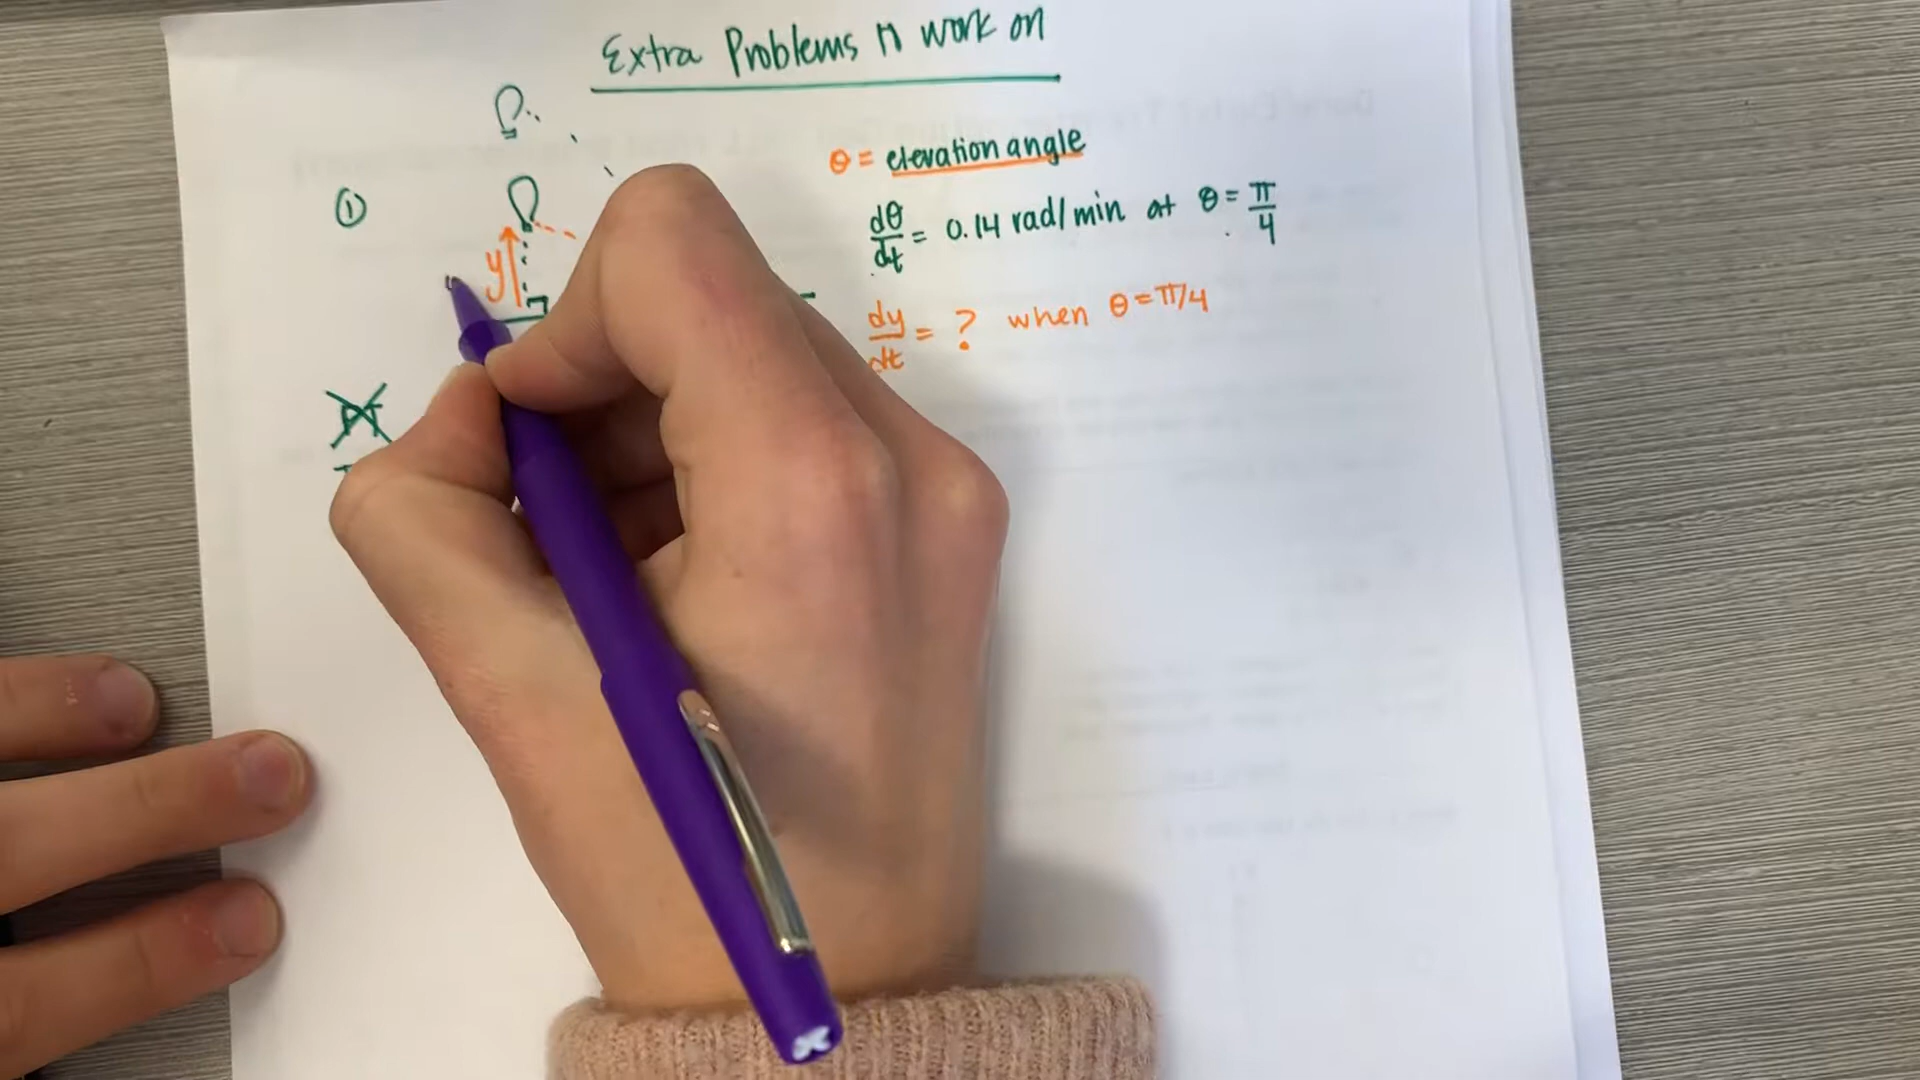 Extra Problems to work on
①
θ = elevation angle
dθ/dt = 0.14 rad/min at θ = π/4
y
dy/dt = ? when θ = π/4